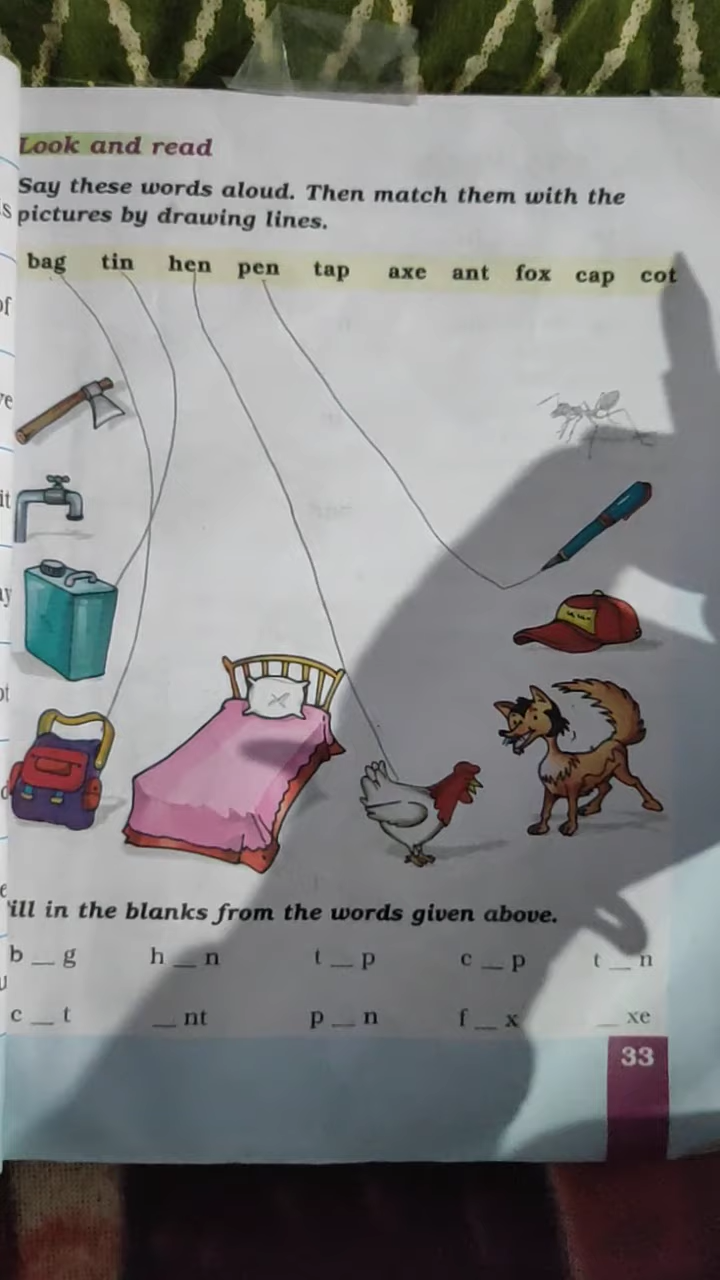 Look and read
Say these words aloud. Then match them with the
pictures by drawing lines.
bag tin hen pen tap axe ant fox cap cot
ill in the blanks from the words given above.
b _ g h _ n t _ p c _ p t _ n
c _ t _ nt p _ n f _ x _ xe
33